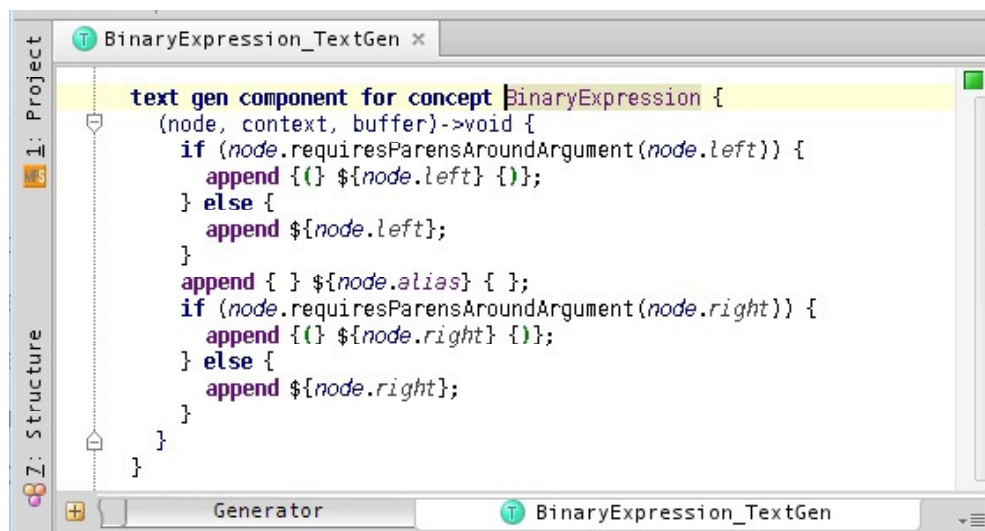 BinaryExpression_TextGen ×
1: Project
MPS
7: Structure
text gen component for concept BinaryExpression {
(node, context, buffer)->void {
if (node.requiresParensAroundArgument(node.left)) {
append {(} ${node.left} {)};
} else {
append ${node.left};
}
append { } ${node.alias} { };
if (node.requiresParensAroundArgument(node.right)) {
append {(} ${node.right} {)};
} else {
append ${node.right};
}
}
}
Generator
BinaryExpression_TextGen